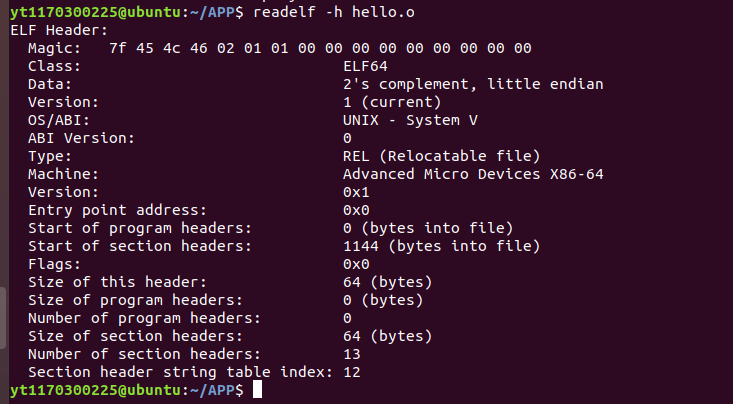 yt1170300225@ubuntu:~/APP$ readelf -h hello.o
ELF Header:
  Magic:   7f 45 4c 46 02 01 01 00 00 00 00 00 00 00 00 00
  Class:                             ELF64
  Data:                              2's complement, little endian
  Version:                           1 (current)
  OS/ABI:                            UNIX - System V
  ABI Version:                       0
  Type:                              REL (Relocatable file)
  Machine:                           Advanced Micro Devices X86-64
  Version:                           0x1
  Entry point address:               0x0
  Start of program headers:          0 (bytes into file)
  Start of section headers:          1144 (bytes into file)
  Flags:                             0x0
  Size of this header:               64 (bytes)
  Size of program headers:           0 (bytes)
  Number of program headers:         0
  Size of section headers:           64 (bytes)
  Number of section headers:         13
  Section header string table index: 12
yt1170300225@ubuntu:~/APP$